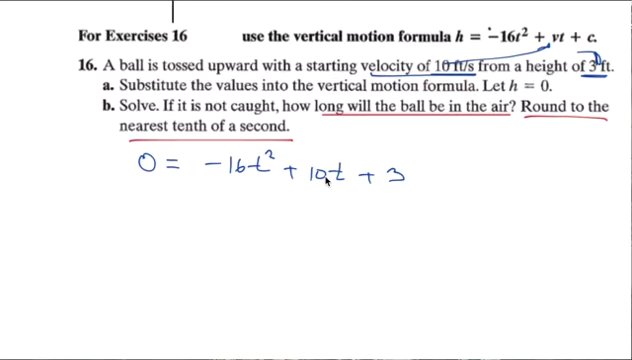 For Exercises 16 use the vertical motion formula h = −16t² + vt + c.
16. A ball is tossed upward with a starting velocity of 10 ft/s from a height of 3 ft.
a. Substitute the values into the vertical motion formula. Let h = 0.
b. Solve. If it is not caught, how long will the ball be in the air? Round to the
nearest tenth of a second.
0 = −16t² + 10t + 3